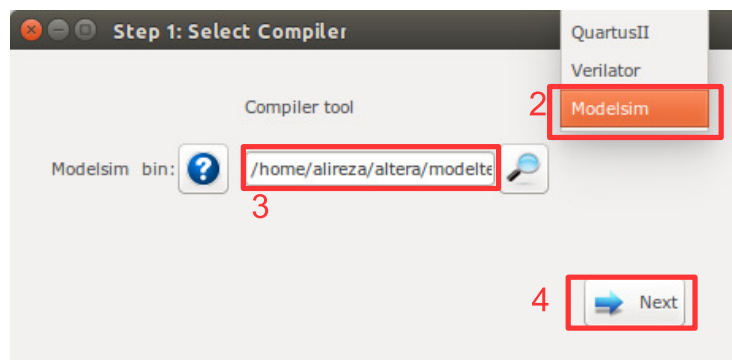 Step 1: Select Compiler
QuartusII
Verilator
Compiler tool
2
Modelsim
Modelsim bin:
/home/alireza/altera/modelte
3
4
Next